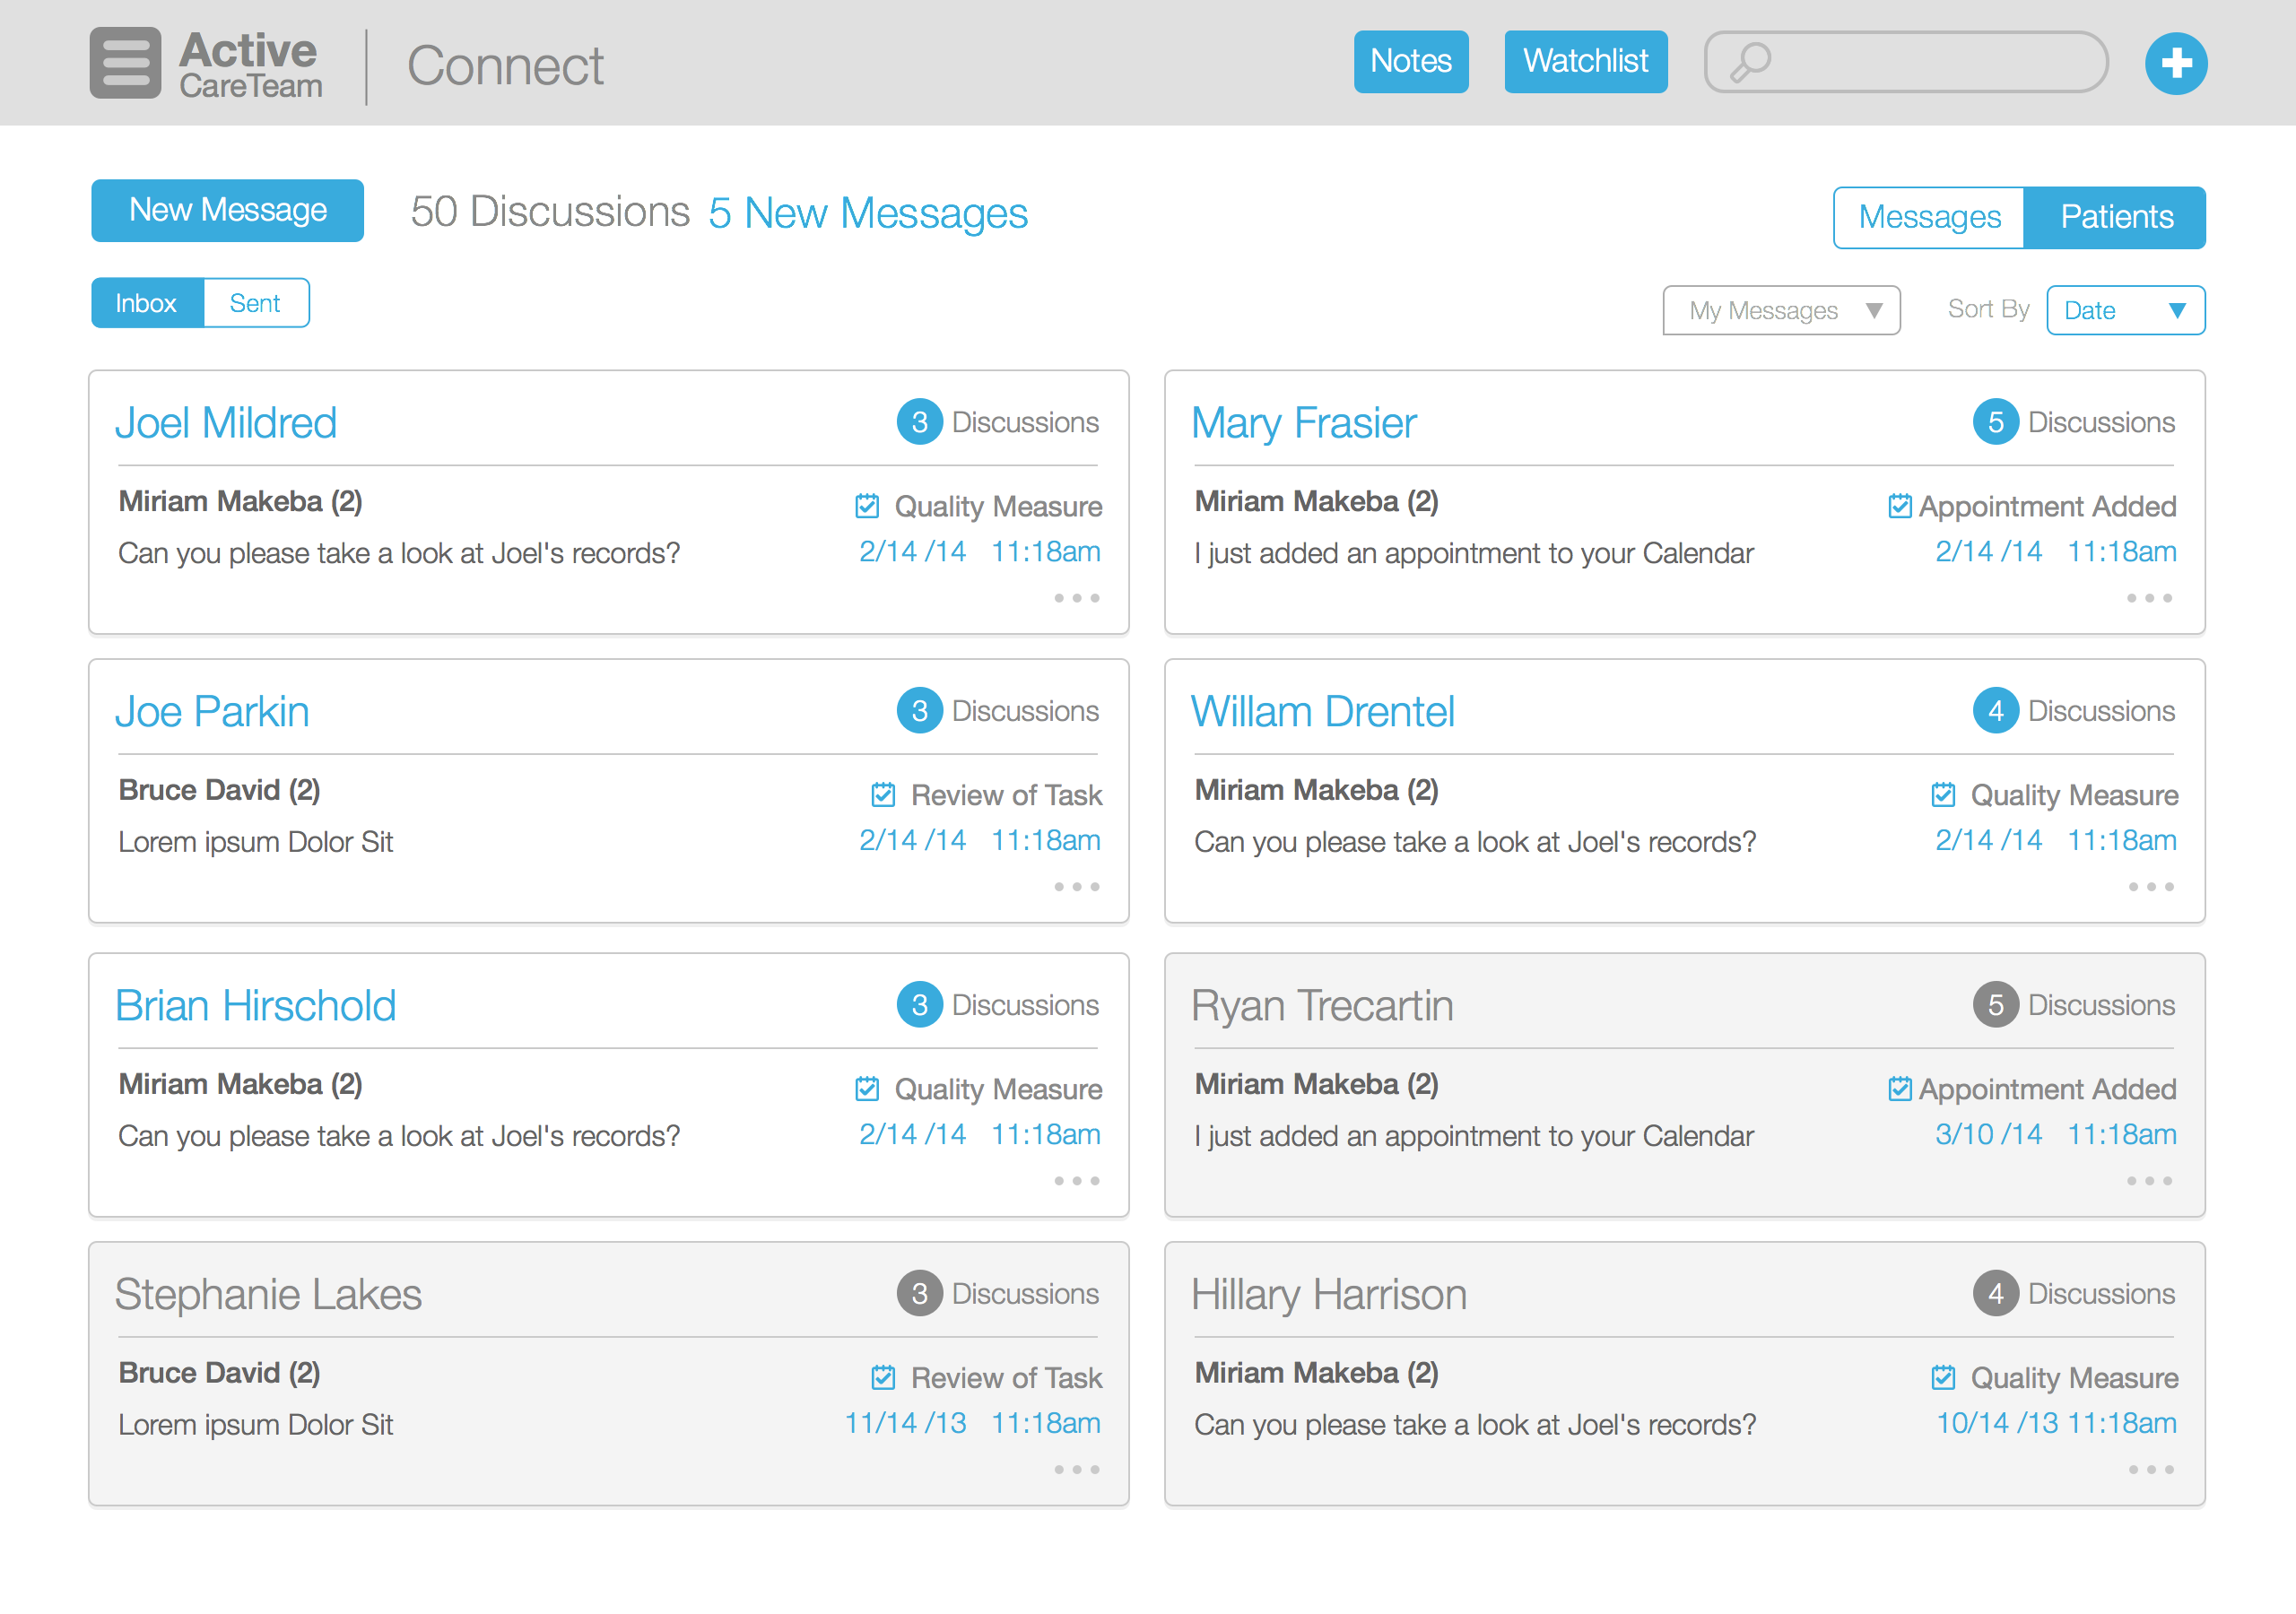 Active
CareTeam
Connect
Notes
Watchlist
New Message
50 Discussions 5 New Messages
Messages
Patients
Inbox
Sent
My Messages
Sort By
Date
Joel Mildred
3 Discussions
Miriam Makeba (2)
Quality Measure
Can you please take a look at Joel's records?
2/14 /14 11:18am
Mary Frasier
5 Discussions
Miriam Makeba (2)
Appointment Added
I just added an appointment to your Calendar
2/14 /14 11:18am
Joe Parkin
3 Discussions
Bruce David (2)
Review of Task
Lorem ipsum Dolor Sit
2/14 /14 11:18am
Willam Drentel
4 Discussions
Miriam Makeba (2)
Quality Measure
Can you please take a look at Joel's records?
2/14 /14 11:18am
Brian Hirschold
3 Discussions
Miriam Makeba (2)
Quality Measure
Can you please take a look at Joel's records?
2/14 /14 11:18am
Ryan Trecartin
5 Discussions
Miriam Makeba (2)
Appointment Added
I just added an appointment to your Calendar
3/10 /14 11:18am
Stephanie Lakes
3 Discussions
Bruce David (2)
Review of Task
Lorem ipsum Dolor Sit
11/14 /13 11:18am
Hillary Harrison
4 Discussions
Miriam Makeba (2)
Quality Measure
Can you please take a look at Joel's records?
10/14 /13 11:18am